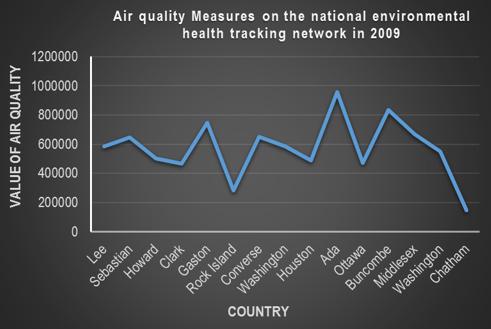 Air quality Measures on the national environmental
health tracking network in 2009
VALUE OF AIR QUALITY
1200000
1000000
800000
600000
400000
200000
0
Lee
Sebastian
Howard
Clark
Gaston
Rock Island
Converse
Washington
Houston
Ada
Ottawa
Buncombe
Middlesex
Washington
Chatham
COUNTRY